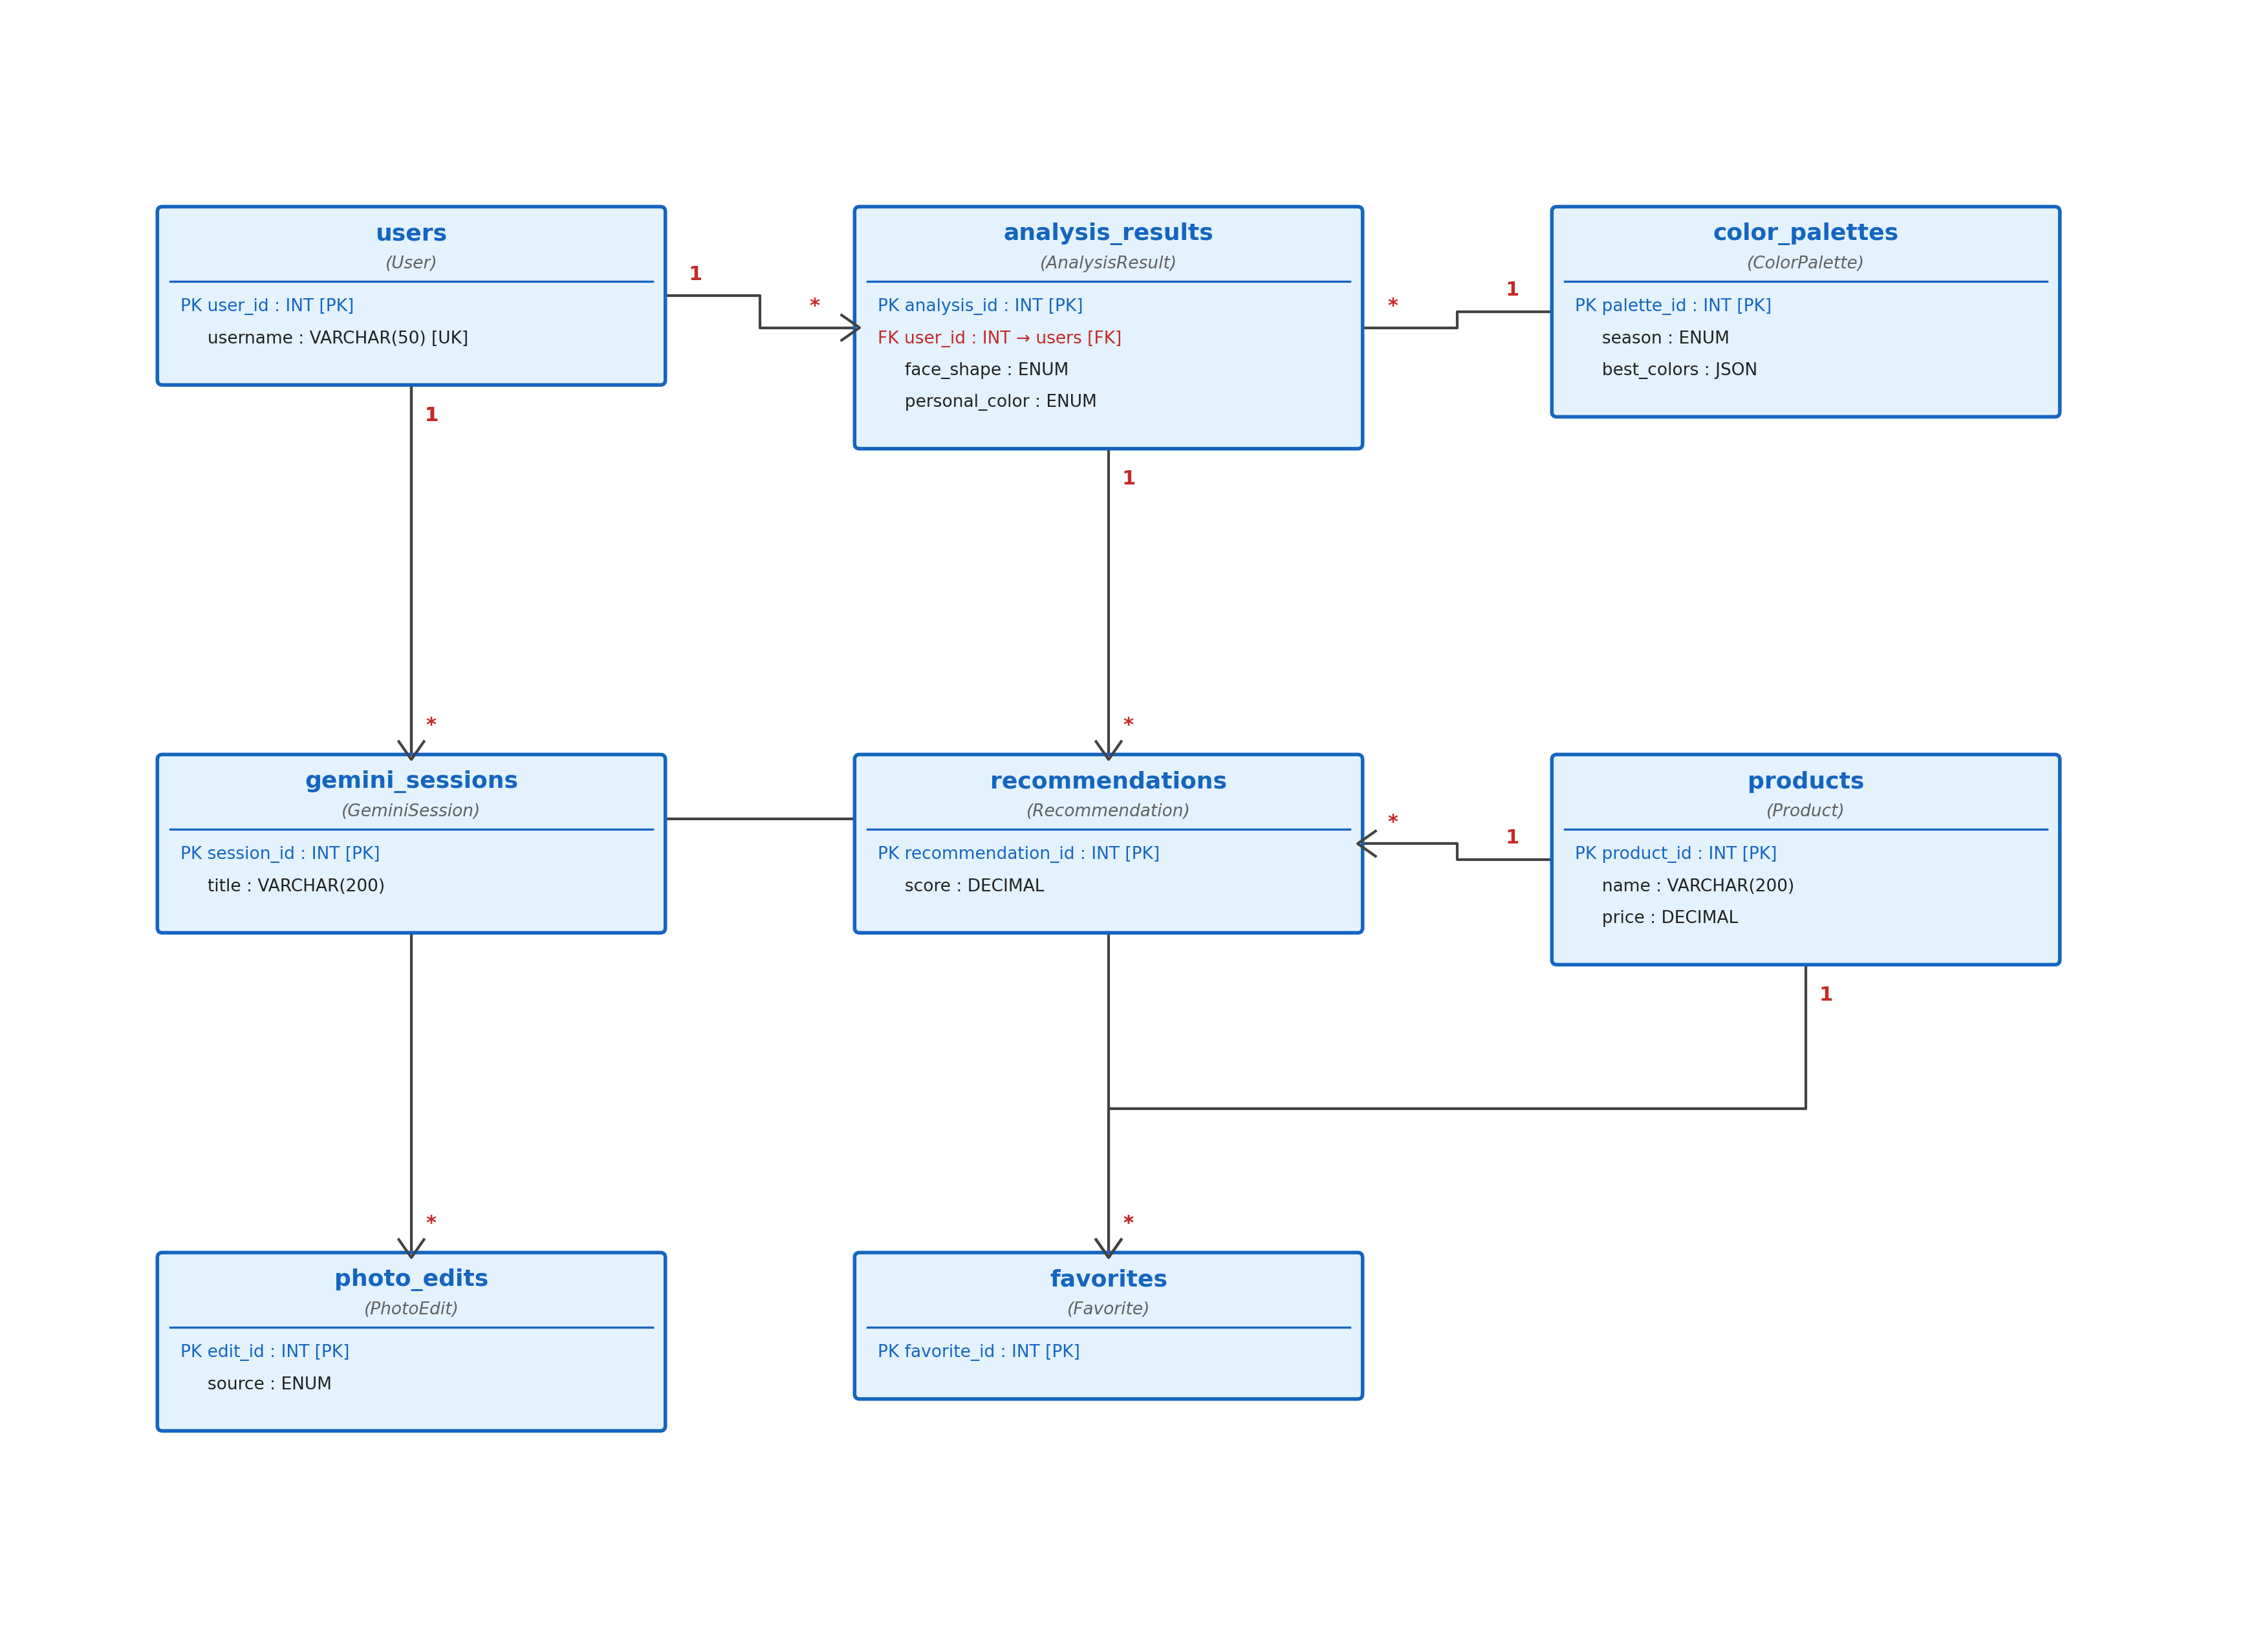 users
(User)
PK user_id : INT [PK]
username : VARCHAR(50) [UK]
1
*
1
*
analysis_results
(AnalysisResult)
PK analysis_id : INT [PK]
FK user_id : INT → users [FK]
face_shape : ENUM
personal_color : ENUM
*
1
1
*
color_palettes
(ColorPalette)
PK palette_id : INT [PK]
season : ENUM
best_colors : JSON
gemini_sessions
(GeminiSession)
PK session_id : INT [PK]
title : VARCHAR(200)
recommendations
(Recommendation)
PK recommendation_id : INT [PK]
score : DECIMAL
*
1
products
(Product)
PK product_id : INT [PK]
name : VARCHAR(200)
price : DECIMAL
1
*
*
photo_edits
(PhotoEdit)
PK edit_id : INT [PK]
source : ENUM
favorites
(Favorite)
PK favorite_id : INT [PK]